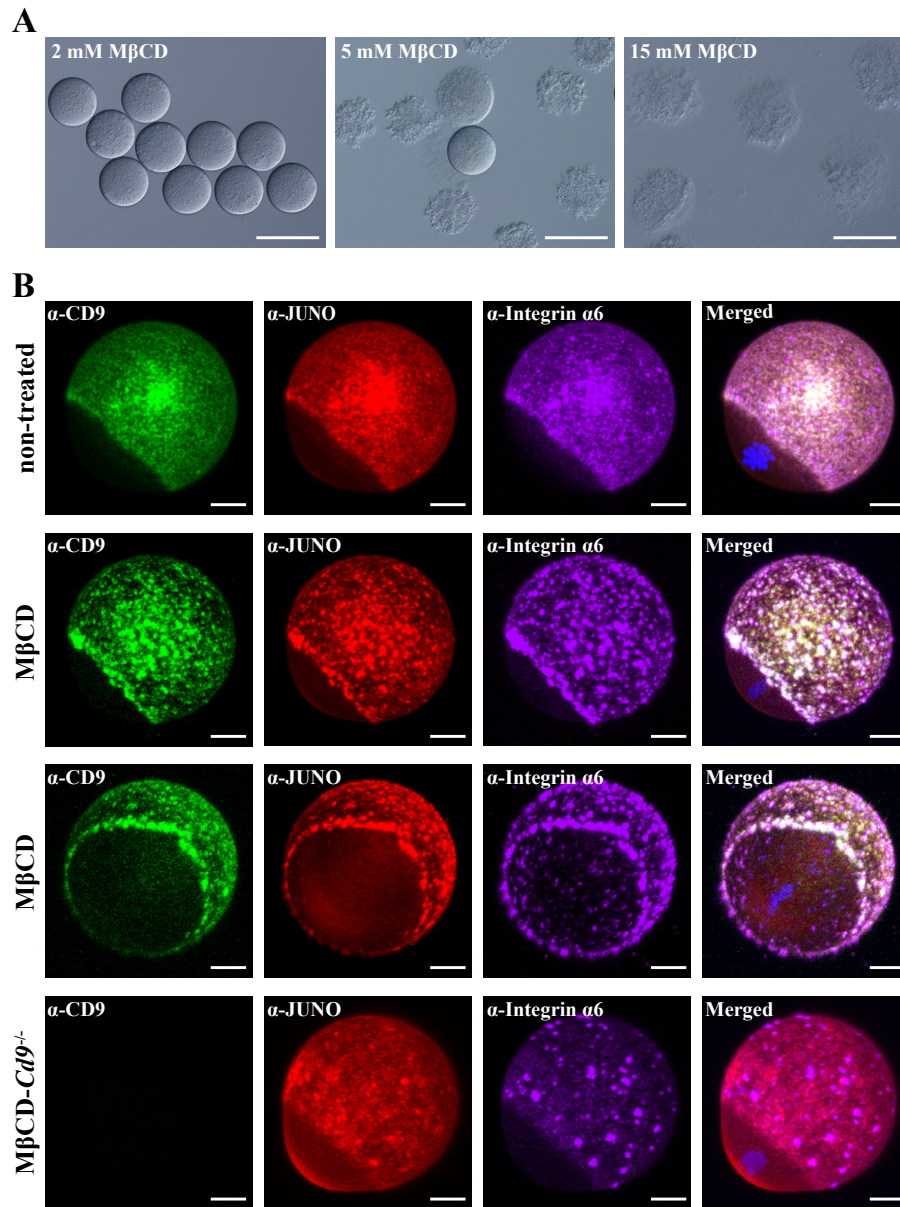 A
2 mM MβCD 5 mM MβCD 15 mM MβCD
B
non-treated
α-CD9 α-JUNO α-Integrin α6 Merged
MβCD
α-CD9 α-JUNO α-Integrin α6 Merged
MβCD
α-CD9 α-JUNO α-Integrin α6 Merged
MβCD-Cd9-/-
α-CD9 α-JUNO α-Integrin α6 Merged